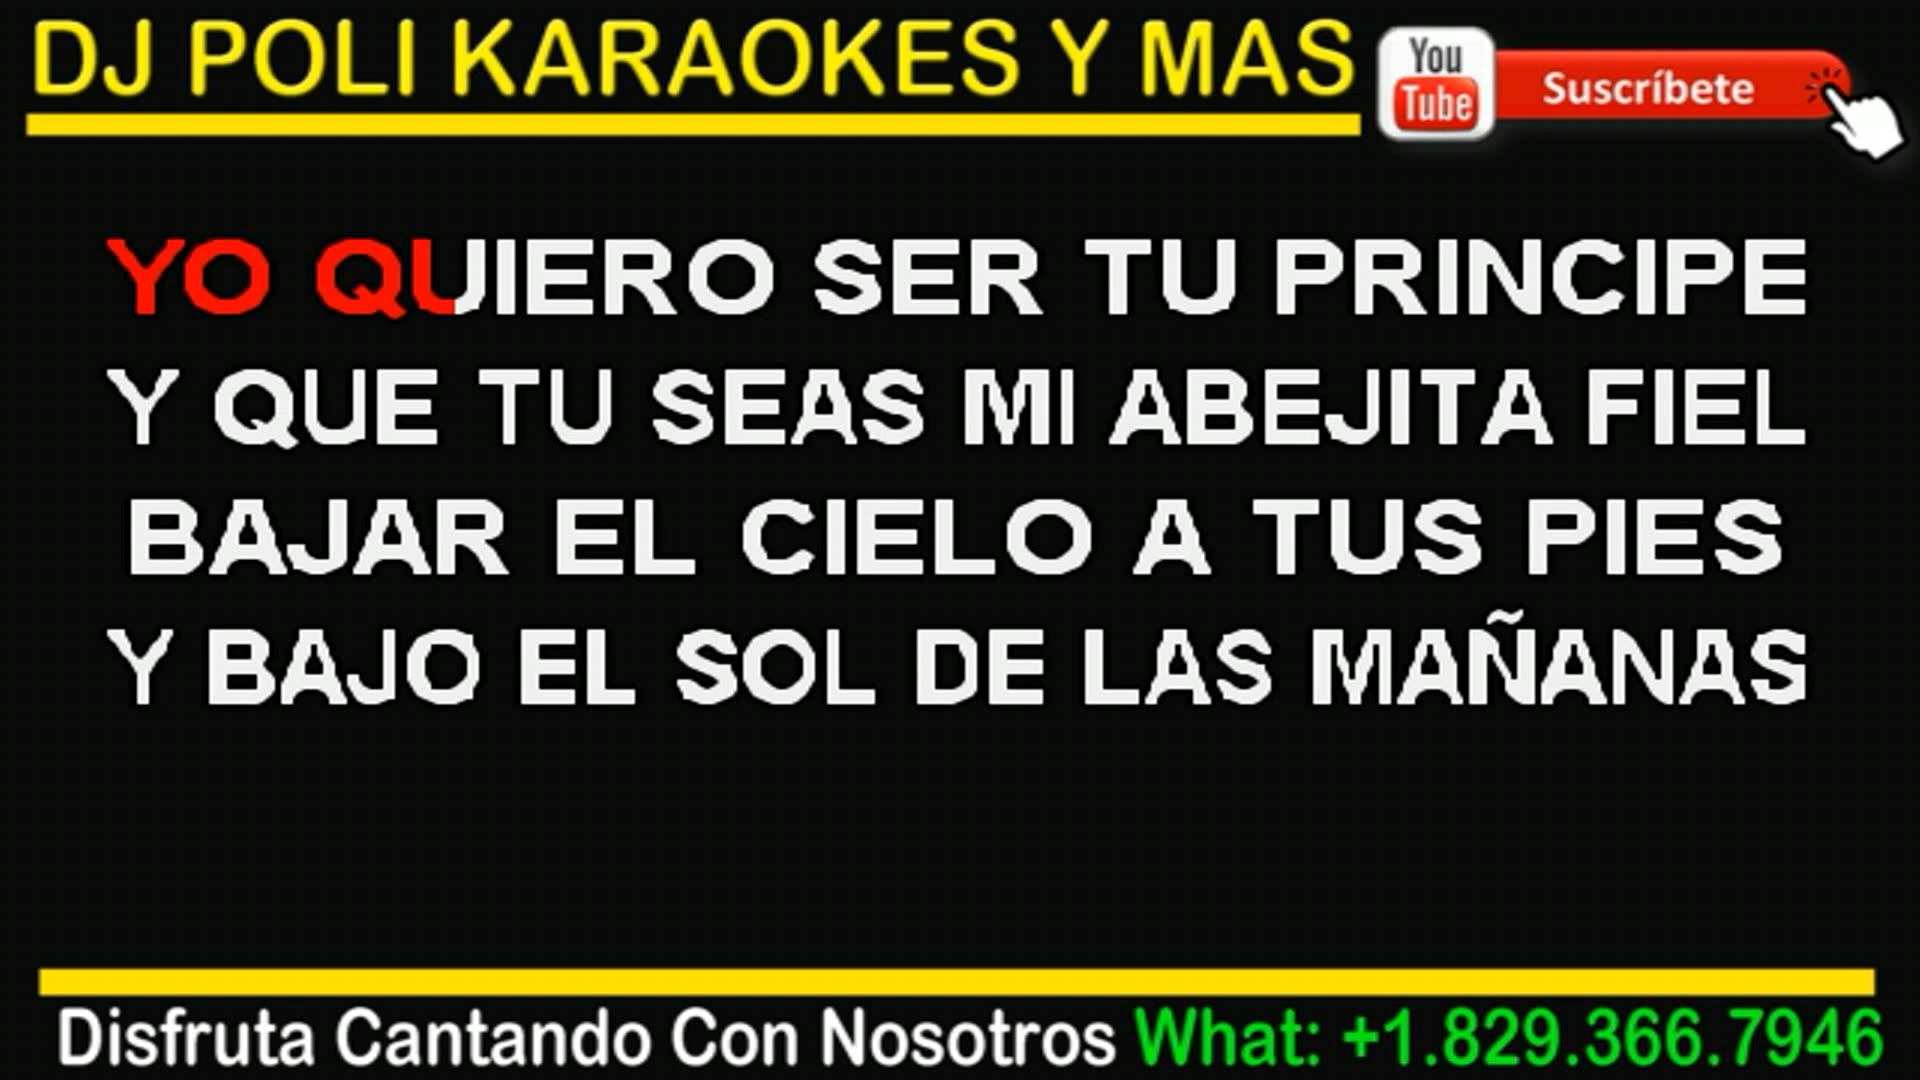 DJ POLI KARAOKES Y MAS
You Tube Suscríbete
YO QUIERO SER TU PRINCIPE
Y QUE TU SEAS MI ABEJITA FIEL
BAJAR EL CIELO A TUS PIES
Y BAJO EL SOL DE LAS MAÑANAS
Disfruta Cantando Con Nosotros What: +1.829.366.7946